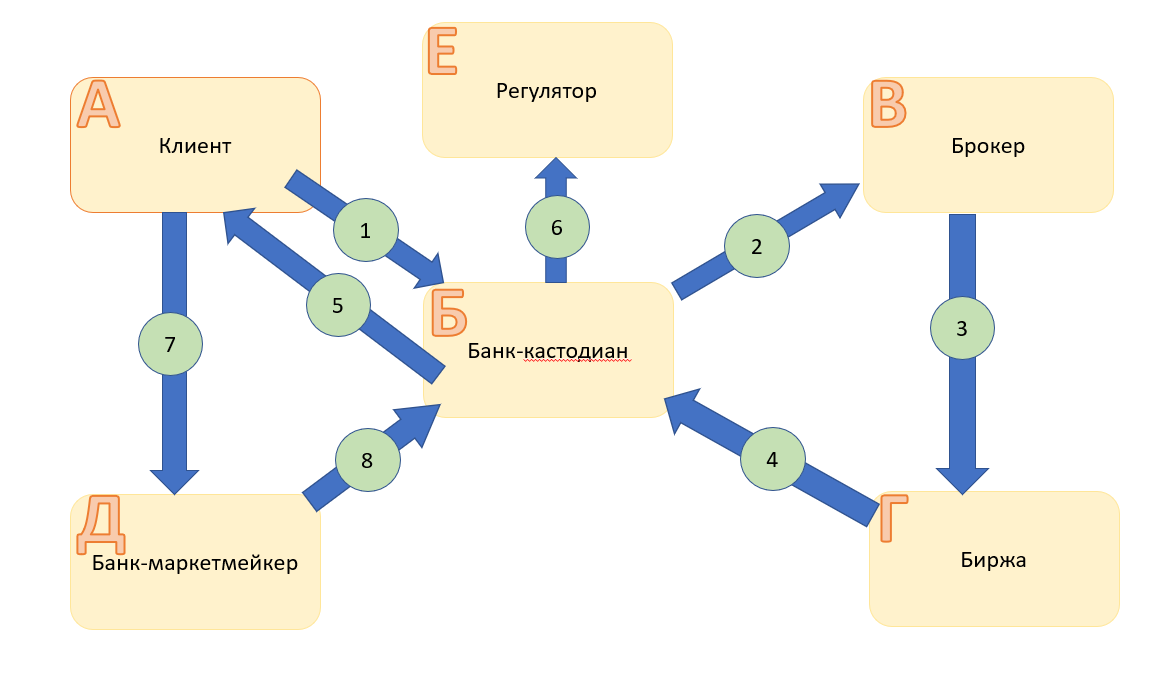 Е
Регулятор
А
Клиент
В
Брокер
1
6
2
5
Б
Банк-кастодиан
7
3
8
4
Д
Банк-маркетмейкер
Г
Биржа